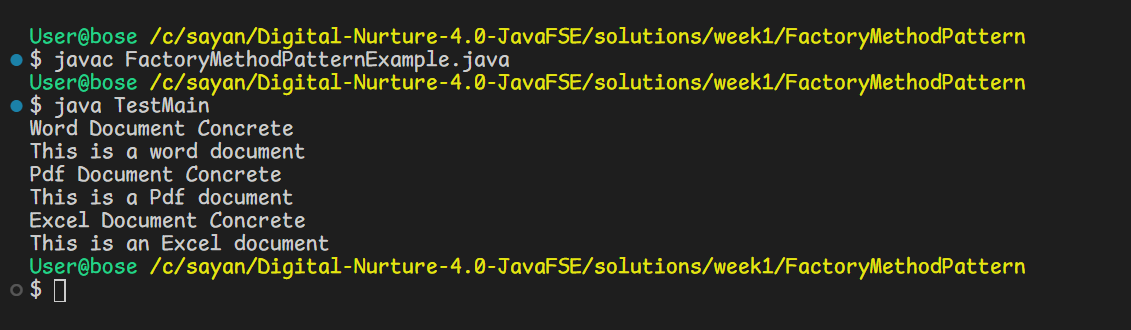 User@bose /c/sayan/Digital-Nurture-4.0-JavaFSE/solutions/week1/FactoryMethodPattern
$ javac FactoryMethodPatternExample.java
User@bose /c/sayan/Digital-Nurture-4.0-JavaFSE/solutions/week1/FactoryMethodPattern
$ java TestMain
Word Document Concrete
This is a word document
Pdf Document Concrete
This is a Pdf document
Excel Document Concrete
This is an Excel document
User@bose /c/sayan/Digital-Nurture-4.0-JavaFSE/solutions/week1/FactoryMethodPattern
$